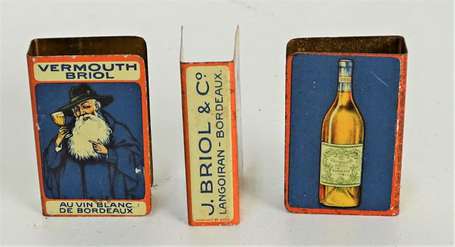 VERMOUTH
BRIOL
AU VIN BLANC
DE BORDEAUX
J. BRIOL & Cº
LANGOIRAN - BORDEAUX.